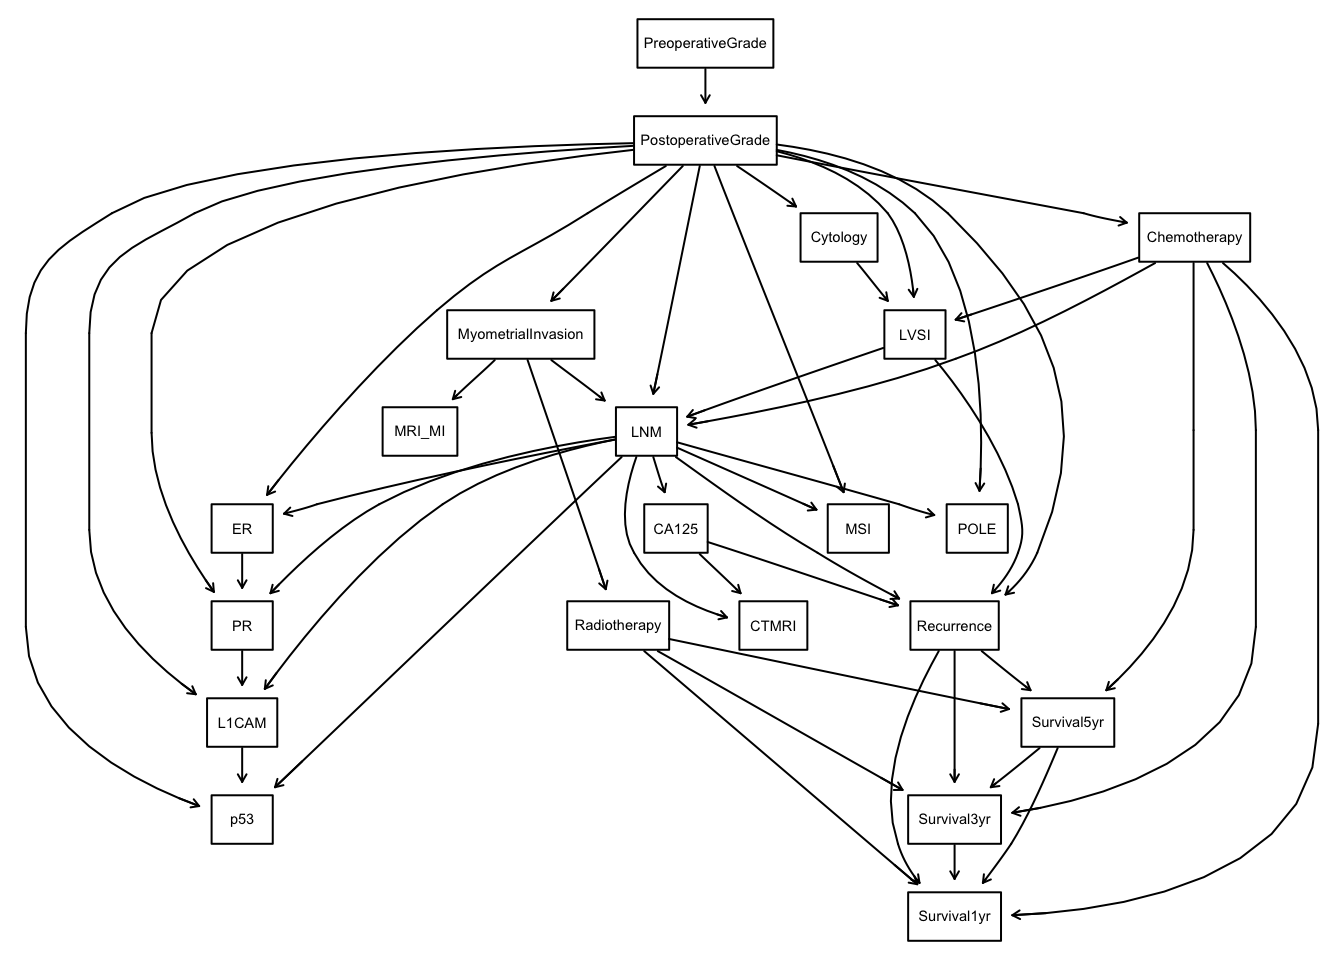 PreoperativeGrade
PostoperativeGrade
Cytology
Chemotherapy
MyometrialInvasion
LVSI
MRI_MI
LNM
ER
CA125
MSI
POLE
PR
Radiotherapy
CTMRI
Recurrence
L1CAM
Survival5yr
p53
Survival3yr
Survival1yr